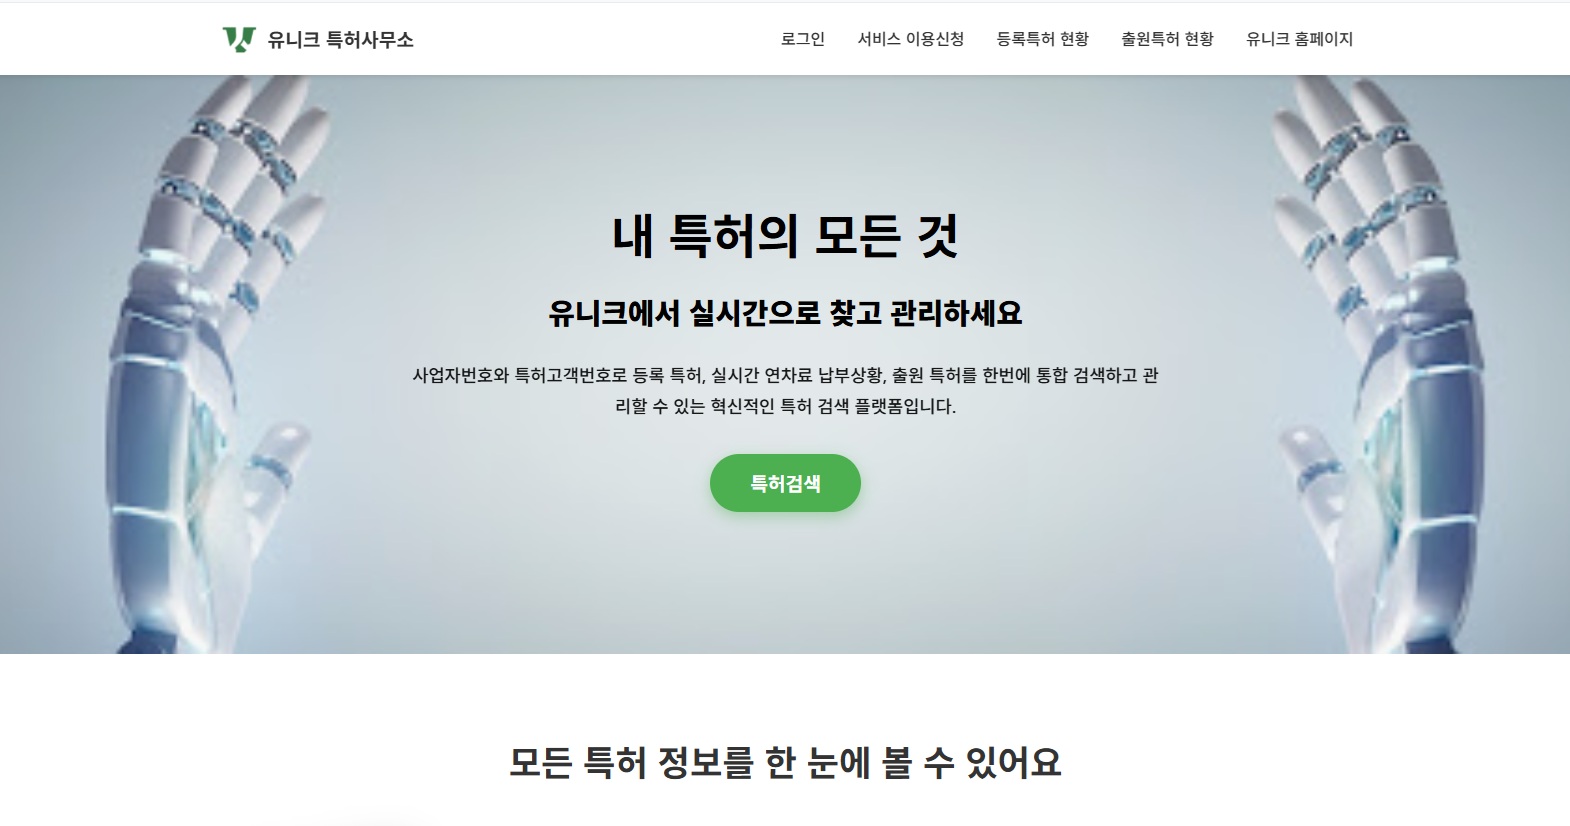 유니크 특허사무소
로그인
서비스 이용신청
등록특허 현황
출원특허 현황
유니크 홈페이지
내 특허의 모든 것
유니크에서 실시간으로 찾고 관리하세요
사업자번호와 특허고객번호로 등록 특허, 실시간 연차료 납부상황, 출원 특허를 한번에 통합 검색하고 관
리할 수 있는 혁신적인 특허 검색 플랫폼입니다.
특허검색
모든 특허 정보를 한 눈에 볼 수 있어요